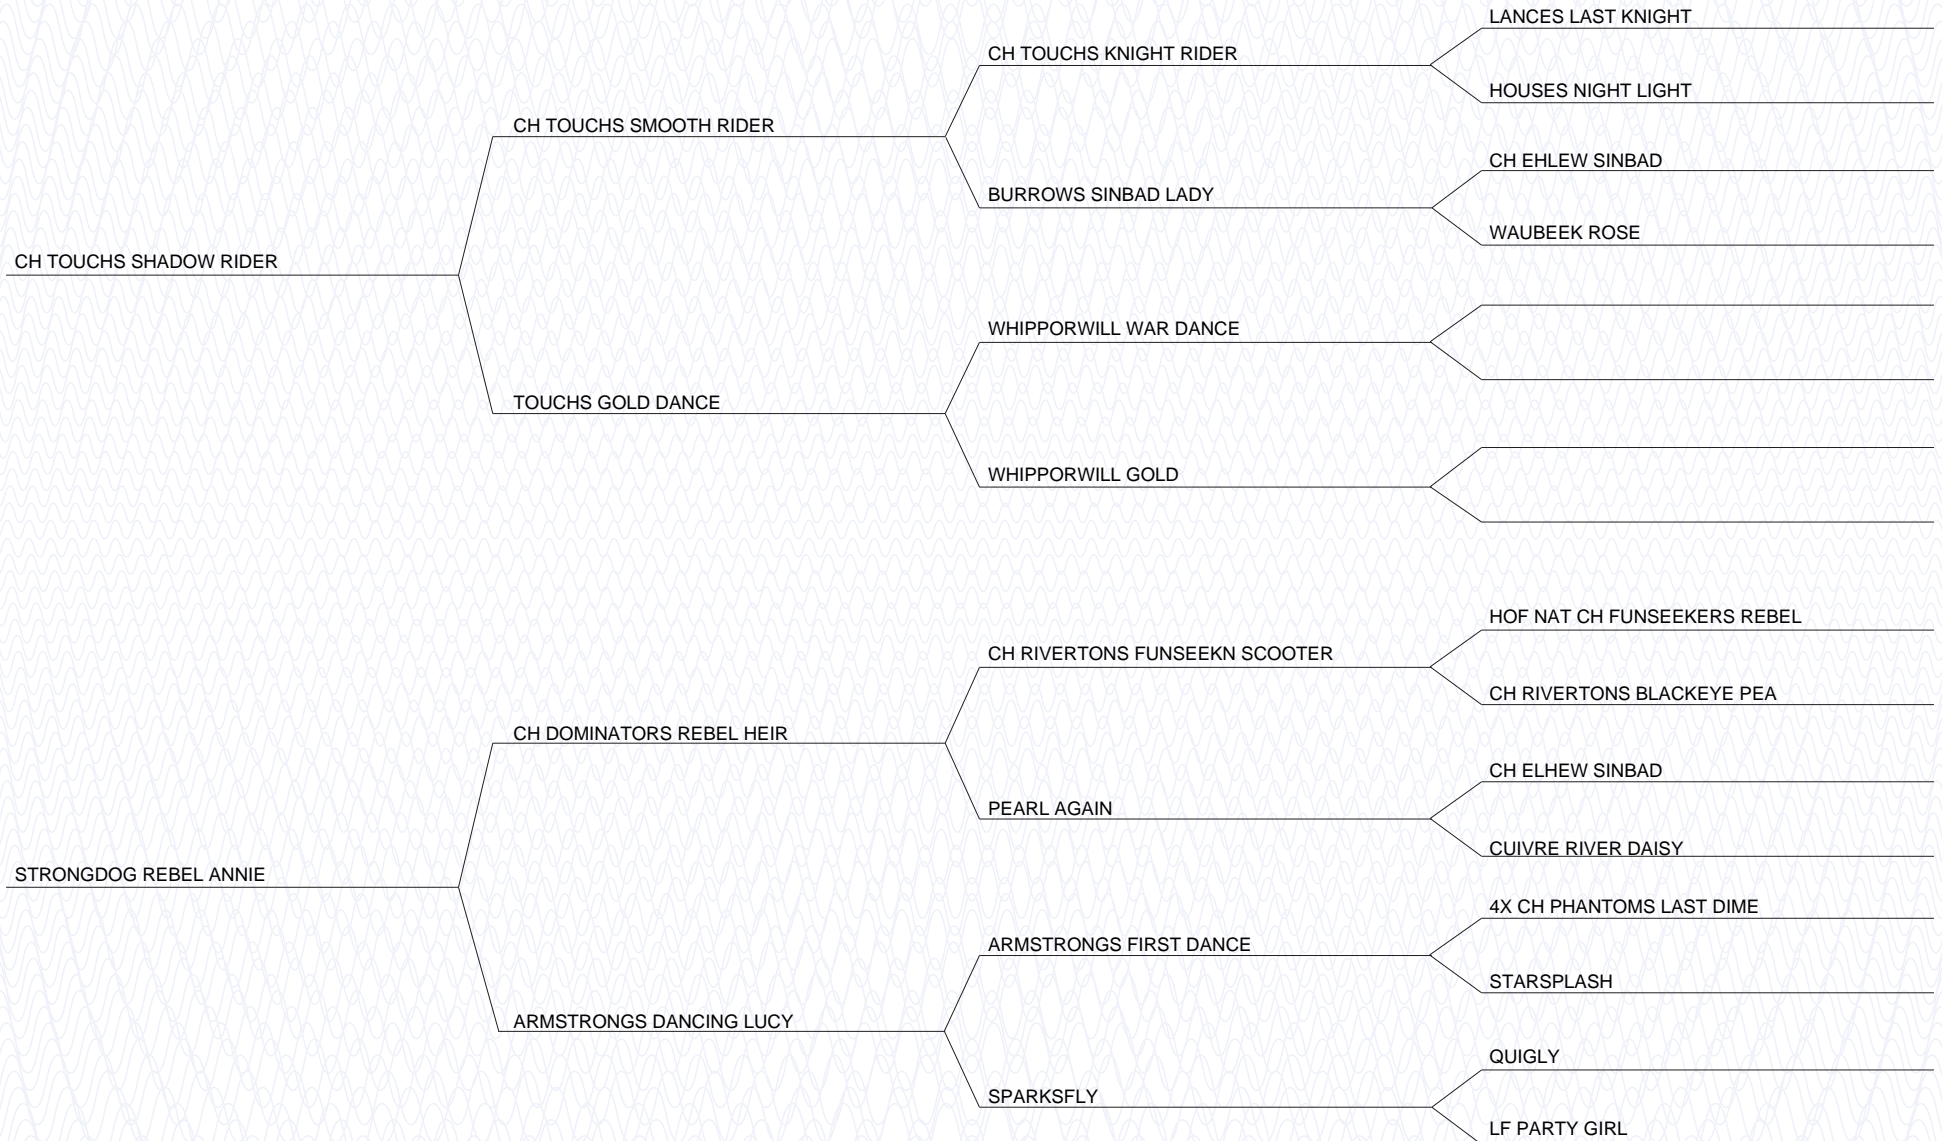 LANCES LAST KNIGHT
CH TOUCHS KNIGHT RIDER
HOUSES NIGHT LIGHT
CH TOUCHS SMOOTH RIDER
CH EHLEW SINBAD
BURROWS SINBAD LADY
WAUBEEK ROSE
CH TOUCHS SHADOW RIDER
WHIPPORWILL WAR DANCE
TOUCHS GOLD DANCE
WHIPPORWILL GOLD
HOF NAT CH FUNSEEKERS REBEL
CH RIVERTONS FUNSEEKN SCOOTER
CH RIVERTONS BLACKEYE PEA
CH DOMINATORS REBEL HEIR
CH ELHEW SINBAD
PEARL AGAIN
CUIVRE RIVER DAISY
STRONGDOG REBEL ANNIE
4X CH PHANTOMS LAST DIME
ARMSTRONGS FIRST DANCE
STARSPLASH
ARMSTRONGS DANCING LUCY
QUIGLY
SPARKSFLY
LF PARTY GIRL